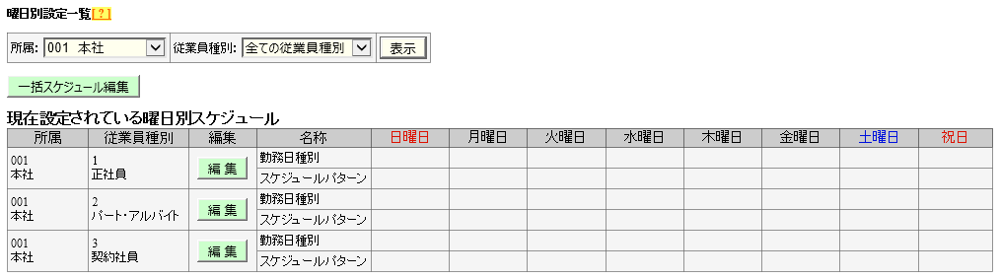 曜日別設定一覧[？]
所属: 001 本社 従業員種別: 全ての従業員種別 表示
一括スケジュール編集
現在設定されている曜日別スケジュール
所属 従業員種別 編集 名称 日曜日 月曜日 火曜日 水曜日 木曜日 金曜日 土曜日 祝日
001
本社
1
正社員
編 集
勤務日種別
スケジュールパターン
001
本社
2
パート・アルバイト
編 集
勤務日種別
スケジュールパターン
001
本社
3
契約社員
編 集
勤務日種別
スケジュールパターン